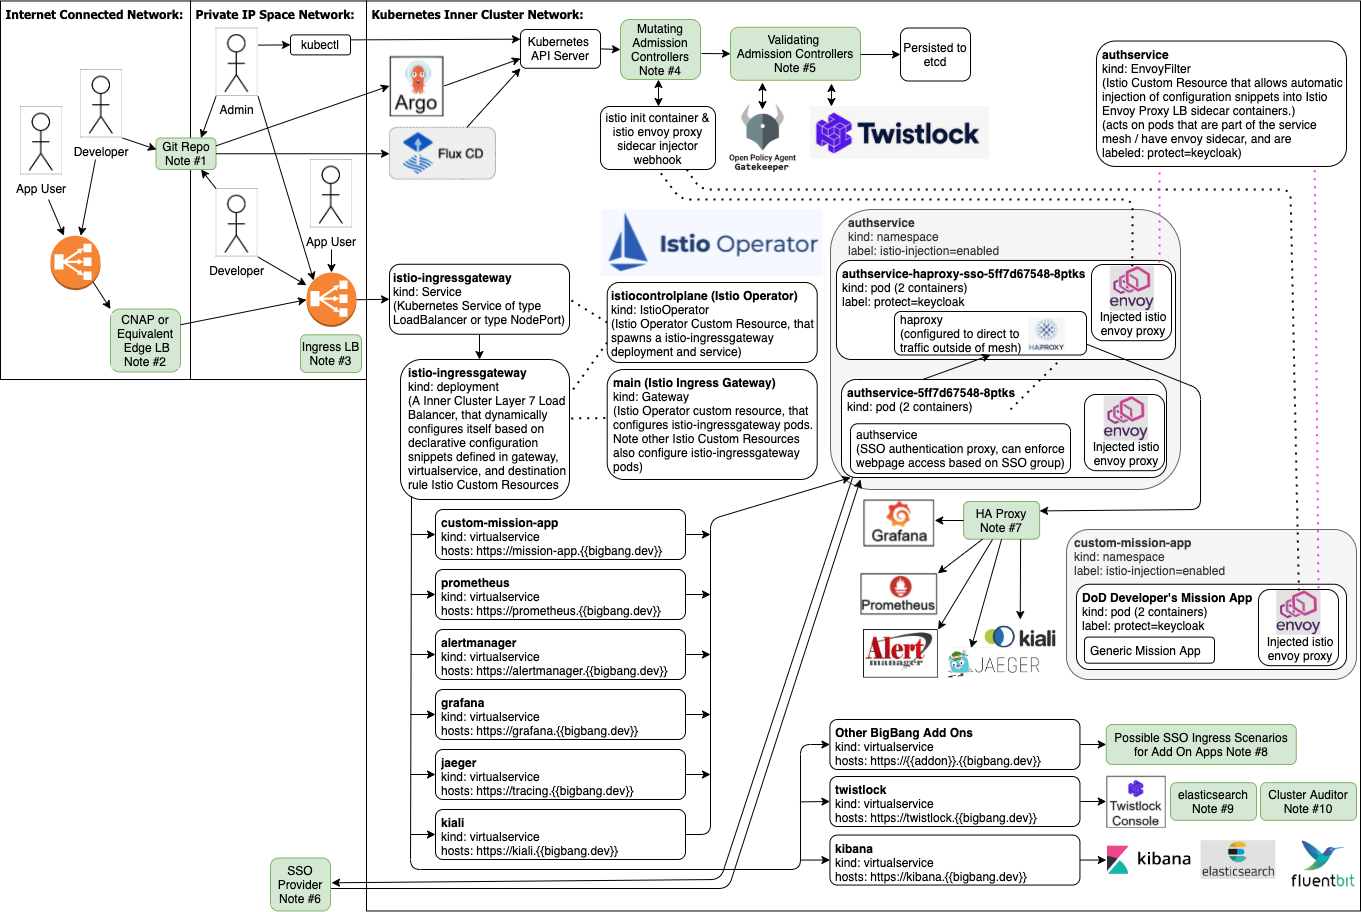 Internet Connected Network:
Private IP Space Network:
Kubernetes Inner Cluster Network:
Admin
kubectl
App User
Developer
Git Repo
Note #1
Developer
App User
CNAP or
Equivalent
Edge LB
Note #2
Ingress LB
Note #3
Argo
Flux CD
Kubernetes
API Server
Mutating
Admission
Controllers
Note #4
Validating
Admission Controllers
Note #5
Persisted to
etcd
istio init container &
istio envoy proxy
sidecar injector
webhook
Open Policy Agent
Gatekeeper
Twistlock
authservice
kind: EnvoyFilter
(Istio Custom Resource that allows automatic
injection of configuration snippets into Istio
Envoy Proxy LB sidecar containers.)
(acts on pods that are part of the service
mesh / have envoy sidecar, and are
labeled: protect=keycloak)
Istio Operator
istio-ingressgateway
kind: Service
(Kubernetes Service of type
LoadBalancer or type NodePort)
istio-ingressgateway
kind: deployment
(A Inner Cluster Layer 7 Load
Balancer, that dynamically
configures itself based on
declarative configuration
snippets defined in gateway,
virtualservice, and destination
rule Istio Custom Resources
istiocontrolplane (Istio Operator)
kind: IstioOperator
(Istio Operator Custom Resource, that
spawns a istio-ingressgateway
deployment and service)
main (Istio Ingress Gateway)
kind: Gateway
(Istio Operator custom resource, that
configures istio-ingressgateway pods.
Note other Istio Custom Resources
also configure istio-ingressgateway
pods)
authservice
kind: namespace
label: istio-injection=enabled
authservice-haproxy-sso-5ff7d67548-8ptks
kind: pod (2 containers)
label: protect=keycloak
haproxy
(configured to direct to
traffic outside of mesh)
HAPROXY
envoy
Injected istio
envoy proxy
authservice-5ff7d67548-8ptks
kind: pod (2 containers)
authservice
(SSO authentication proxy, can enforce
webpage access based on SSO group)
envoy
Injected istio
envoy proxy
custom-mission-app
kind: virtualservice
hosts: https://mission-app.{{bigbang.dev}}
prometheus
kind: virtualservice
hosts: https://prometheus.{{bigbang.dev}}
alertmanager
kind: virtualservice
hosts: https://alertmanager.{{bigbang.dev}}
grafana
kind: virtualservice
hosts: https://grafana.{{bigbang.dev}}
jaeger
kind: virtualservice
hosts: https://tracing.{{bigbang.dev}}
kiali
kind: virtualservice
hosts: https://kiali.{{bigbang.dev}}
SSO
Provider
Note #6
HA Proxy
Note #7
Grafana
Prometheus
Alert
manager
JAEGER
kiali
custom-mission-app
kind: namespace
label: istio-injection=enabled
DoD Developer's Mission App
kind: pod (2 containers)
label: protect=keycloak
Generic Mission App
envoy
Injected istio
envoy proxy
Other BigBang Add Ons
kind: virtualservice
hosts: https://{{addon}}.{{bigbang.dev}}
Possible SSO Ingress Scenarios
for Add On Apps Note #8
twistlock
kind: virtualservice
hosts: https://twistlock.{{bigbang.dev}}
Twistlock
Console
elasticsearch
Note #9
Cluster Auditor
Note #10
kibana
kind: virtualservice
hosts: https://kibana.{{bigbang.dev}}
kibana
elasticsearch
fluentbit